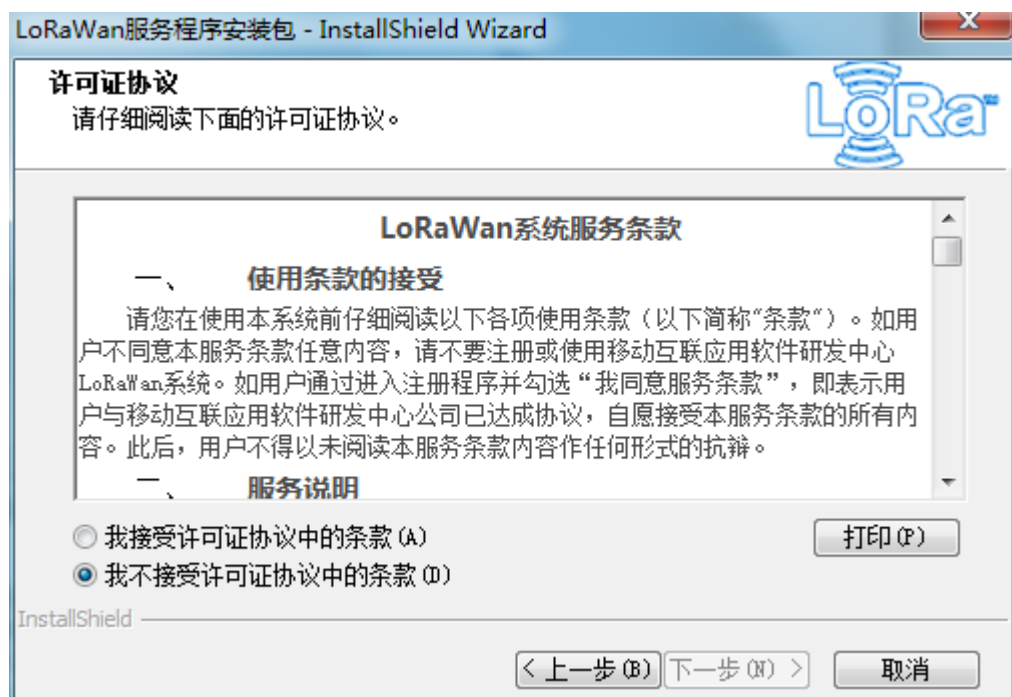 LoRaWan服务程序安装包 - InstallShield Wizard
许可证协议
请仔细阅读下面的许可证协议。
LoRa™
LoRaWan系统服务条款
一、 使用条款的接受
请您在使用本系统前仔细阅读以下各项使用条款（以下简称“条款”）。如用
户不同意本服务条款任意内容，请不要注册或使用移动互联应用软件研发中心
LoRaWan系统。如用户通过进入注册程序并勾选“我同意服务条款”，即表示用
户与移动互联应用软件研发中心公司已达成协议，自愿接受本服务条款的所有内
容。此后，用户不得以未阅读本服务条款内容作任何形式的抗辩。
二、 服务说明
我接受许可证协议中的条款(A)
打印(P)
我不接受许可证协议中的条款(D)
InstallShield
< 上一步(B) 下一步(N) > 取消